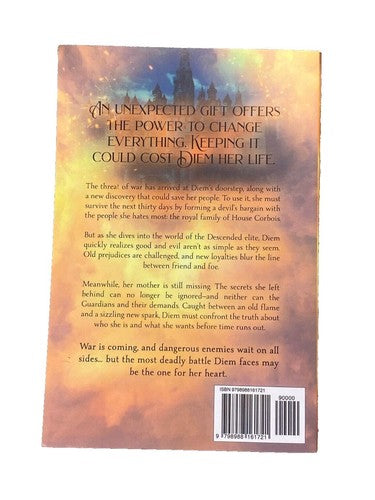 AN UNEXPECTED GIFT OFFERS
THE POWER TO CHANGE
EVERYTHING. KEEPING IT
COULD COST DIEM HER LIFE.
The threat of war has arrived at Diem's doorstep, along with
a new discovery that could save her people. To use it, she must
survive the next thirty days by forming a devil's bargain with
the people she hates most: the royal family of House Corbois.
But as she dives into the world of the Descended elite, Diem
quickly realizes good and evil aren't as simple as they seem.
Old prejudices are challenged, and new loyalties blur the line
between friend and foe.
Meanwhile, her mother is still missing. The secrets she left
behind can no longer be ignored—and neither can the
Guardians and their demands. Caught between an old flame
and a sizzling new spark, Diem must confront the truth about
who she is and what she wants before time runs out.
War is coming, and dangerous enemies wait on all
sides... but the most deadly battle Diem faces may
be the one for her heart.
ISBN 9798988161721
90000
9 798988 161721